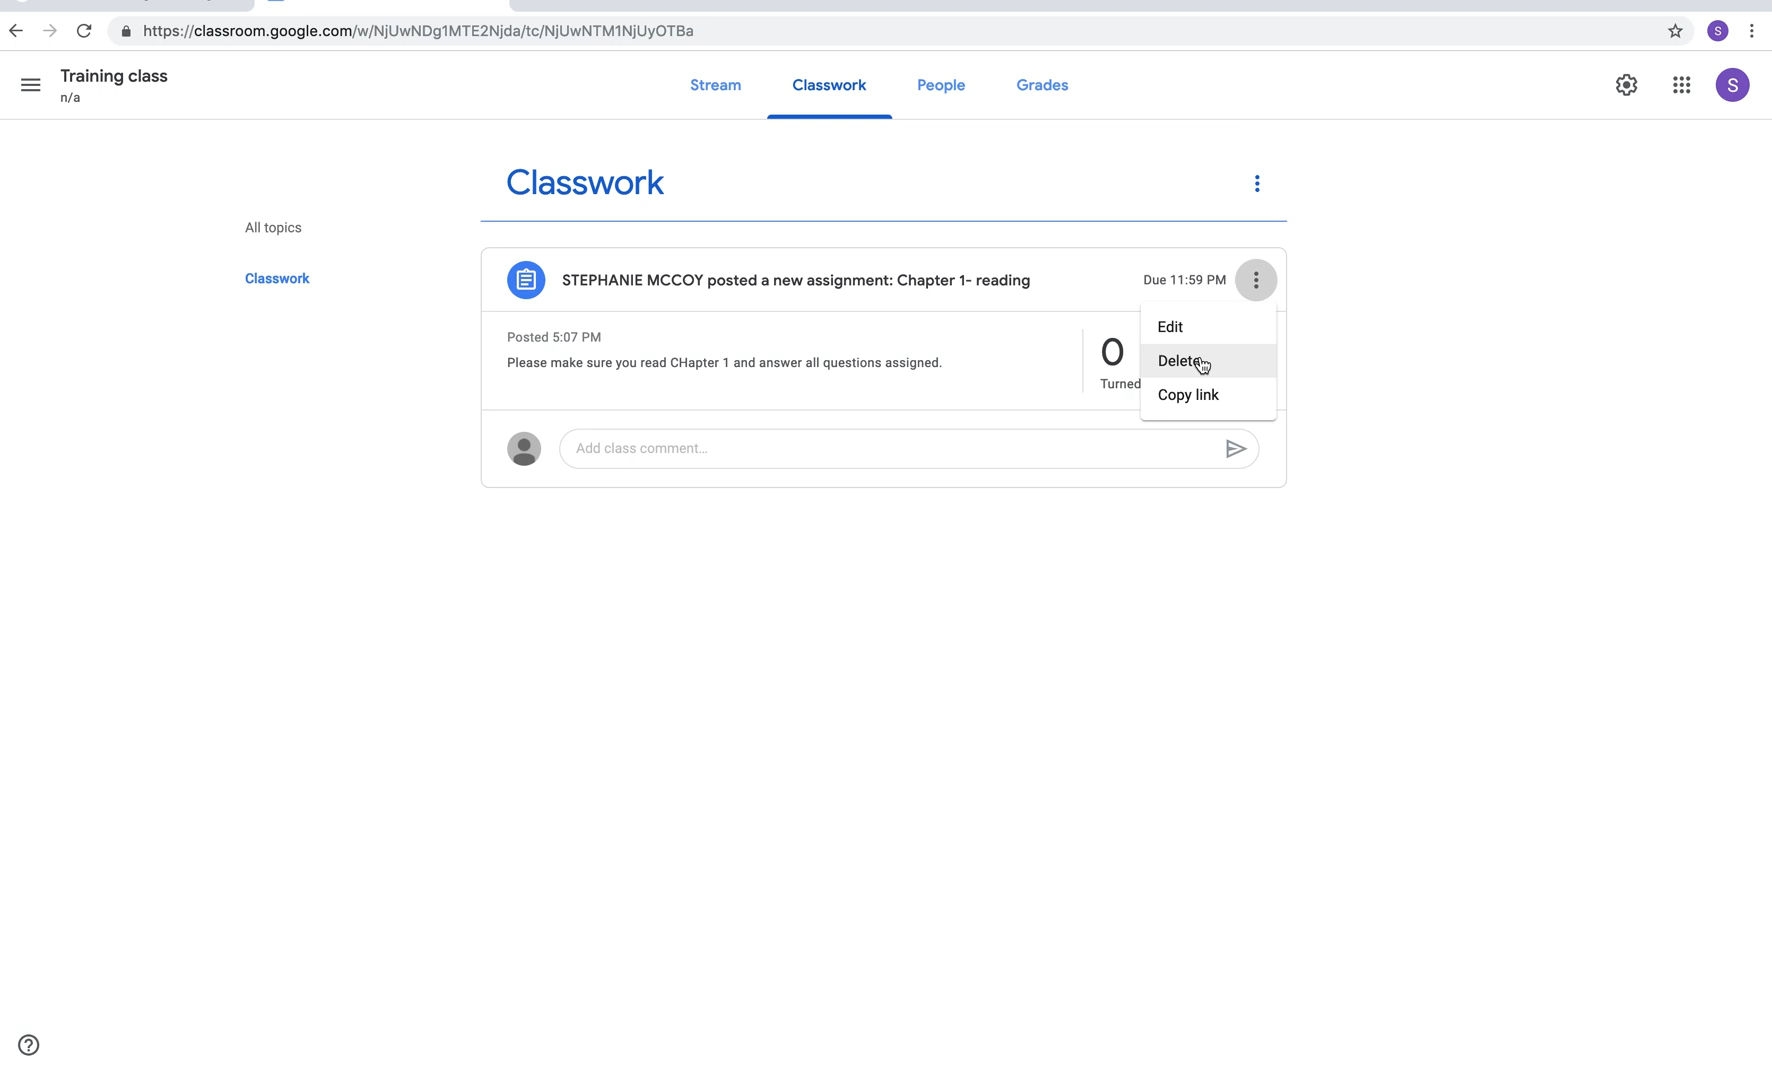 https://classroom.google.com/w/NjUwNDg1MTE2Njda/tc/NjUwNTM1NjUyOTBa
S
Training class
n/a
Stream Classwork People Grades
S
Classwork
All topics
Classwork
STEPHANIE MCCOY posted a new assignment: Chapter 1- reading
Due 11:59 PM
Posted 5:07 PM
Please make sure you read CHapter 1 and answer all questions assigned.
0
Turned
Edit
Delete
Copy link
Add class comment...